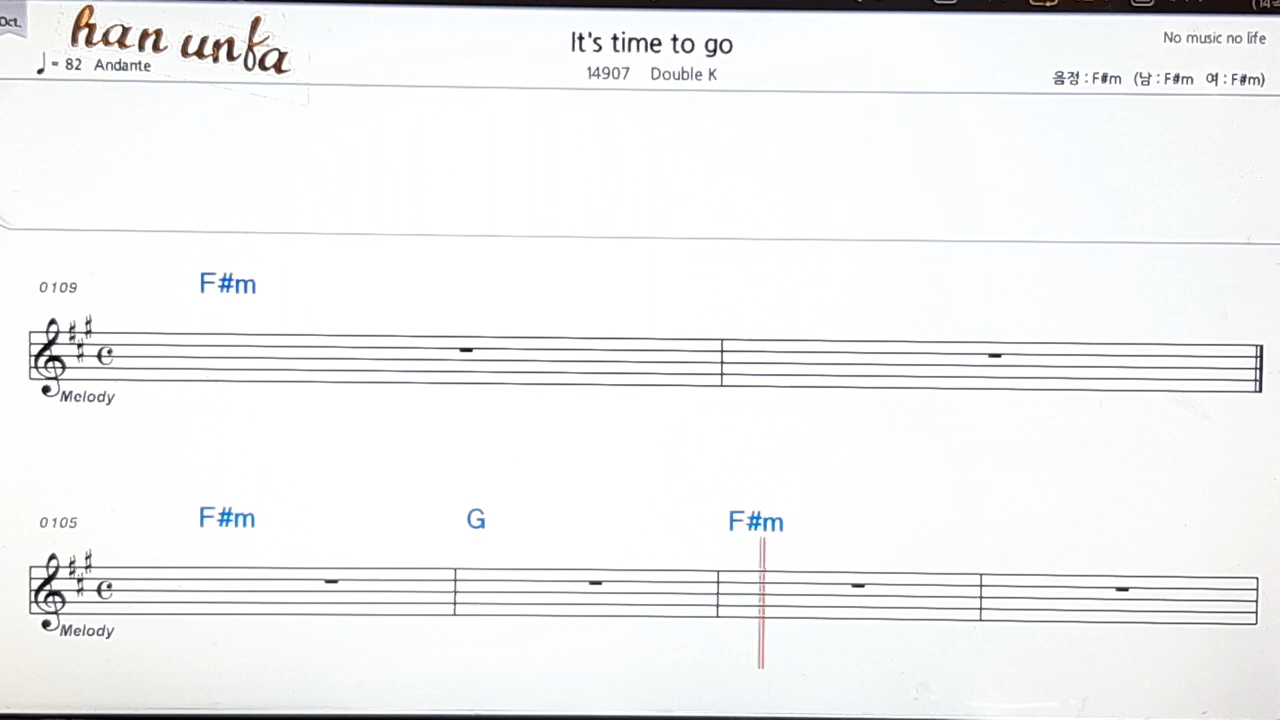 Oct.
han unfa
♩= 82 Andante
It's time to go
14907 Double K
No music no life
음정 : F#m (남 : F#m 여 : F#m)
0109
F#m
Melody
0105
F#m G F#m
Melody